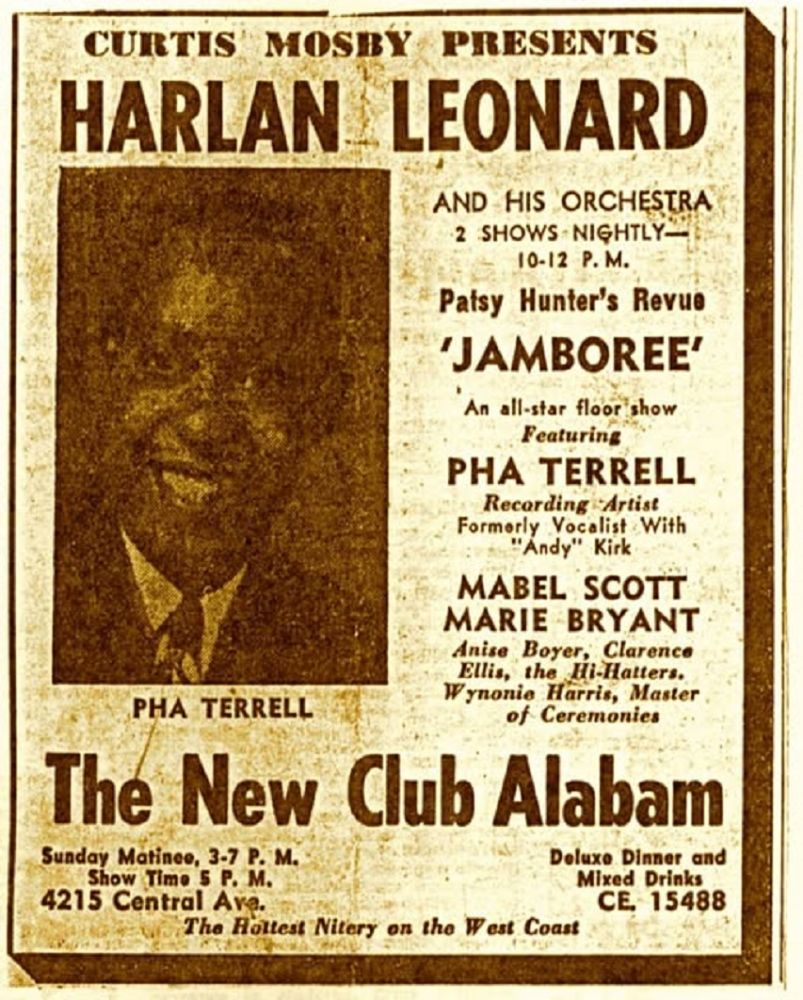 CURTIS MOSBY PRESENTS
HARLAN LEONARD
AND HIS ORCHESTRA
2 SHOWS NIGHTLY—
10-12 P. M.
Patsy Hunter's Revue
'JAMBOREE'
An all-star floor show
Featuring
PHA TERRELL
Recording Artist
Formerly Vocalist With
"Andy" Kirk
MABEL SCOTT
MARIE BRYANT
Anise Boyer, Clarence
Ellis, the Hi-Hatters.
Wynonie Harris, Master
of Ceremonies
PHA TERRELL
The New Club Alabam
Sunday Matinee, 3-7 P. M.
Show Time 5 P. M.
4215 Central Ave.
Deluxe Dinner and
Mixed Drinks
CE. 15488
The Hottest Nitery on the West Coast